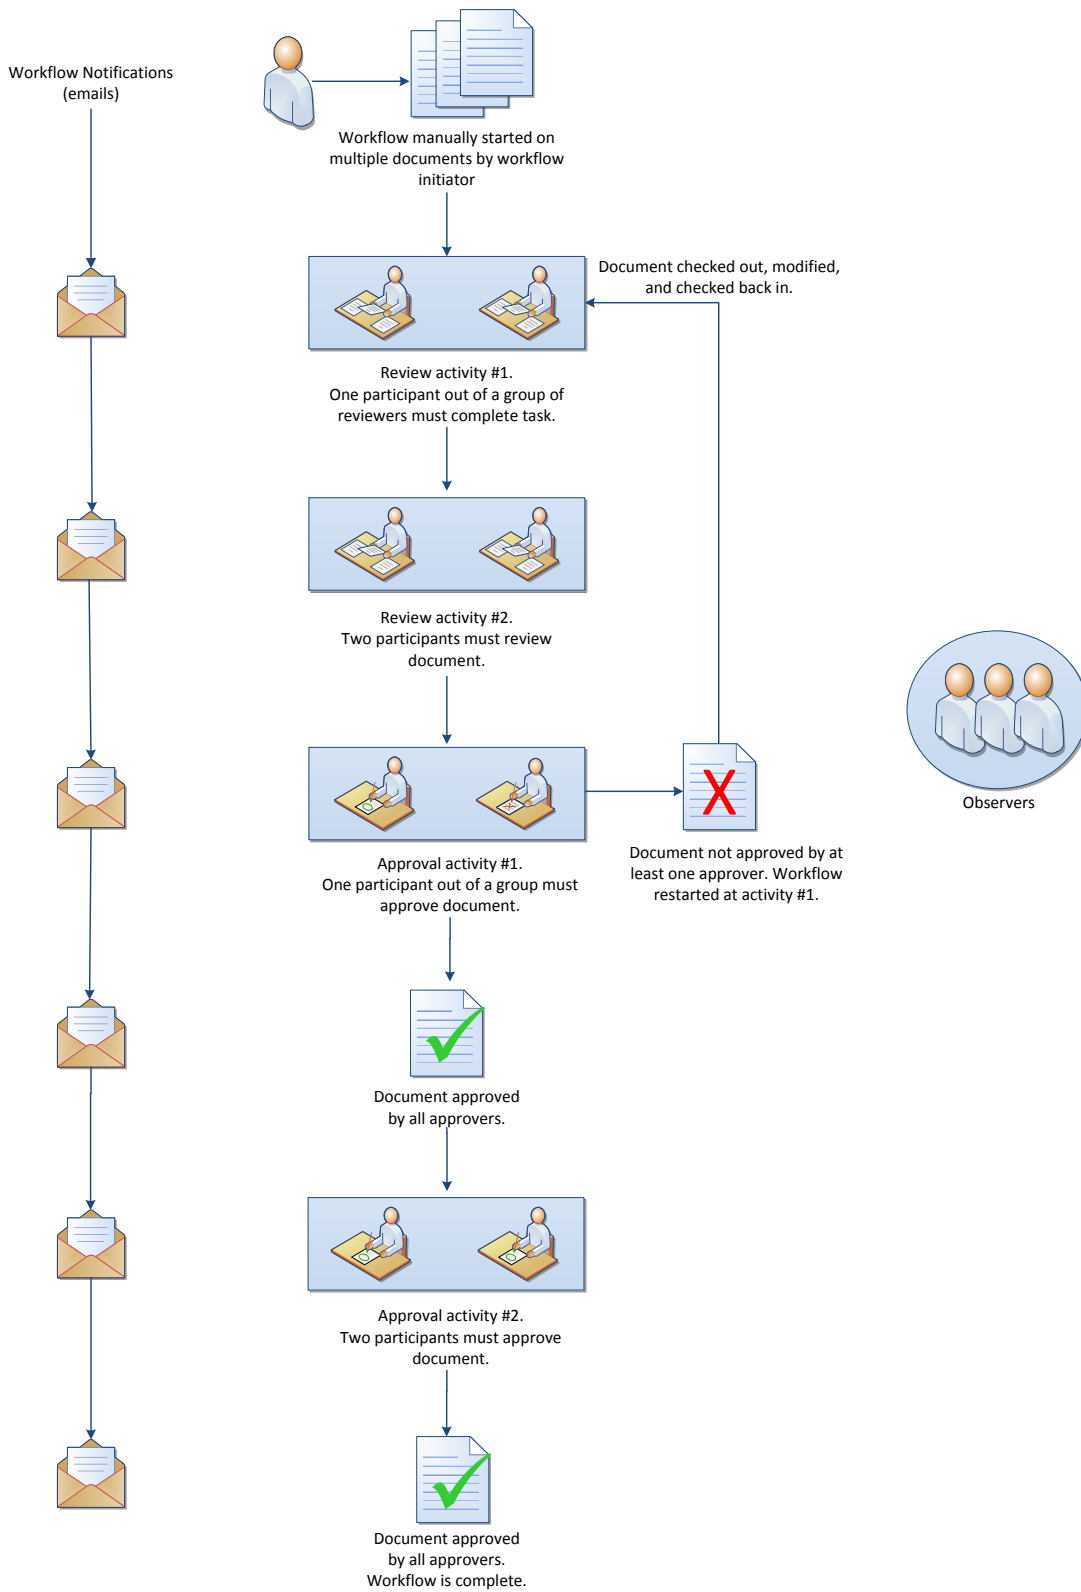 Workflow Notifications
(emails)
Workflow manually started on
multiple documents by workflow
initiator
Document checked out, modified,
and checked back in.
Review activity #1.
One participant out of a group of
reviewers must complete task.
Review activity #2.
Two participants must review
document.
Observers
Approval activity #1.
One participant out of a group must
approve document.
Document not approved by at
least one approver. Workflow
restarted at activity #1.
Document approved
by all approvers.
Approval activity #2.
Two participants must approve
document.
Document approved
by all approvers.
Workflow is complete.